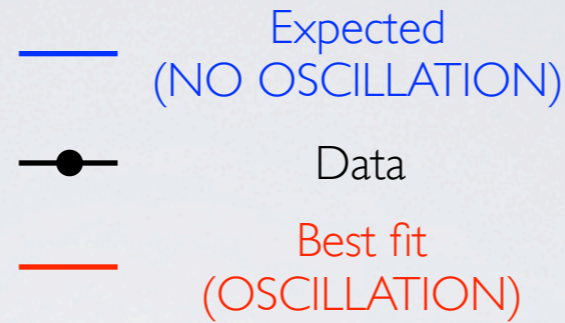 Expected
(NO OSCILLATION)
Data
Best fit
(OSCILLATION)